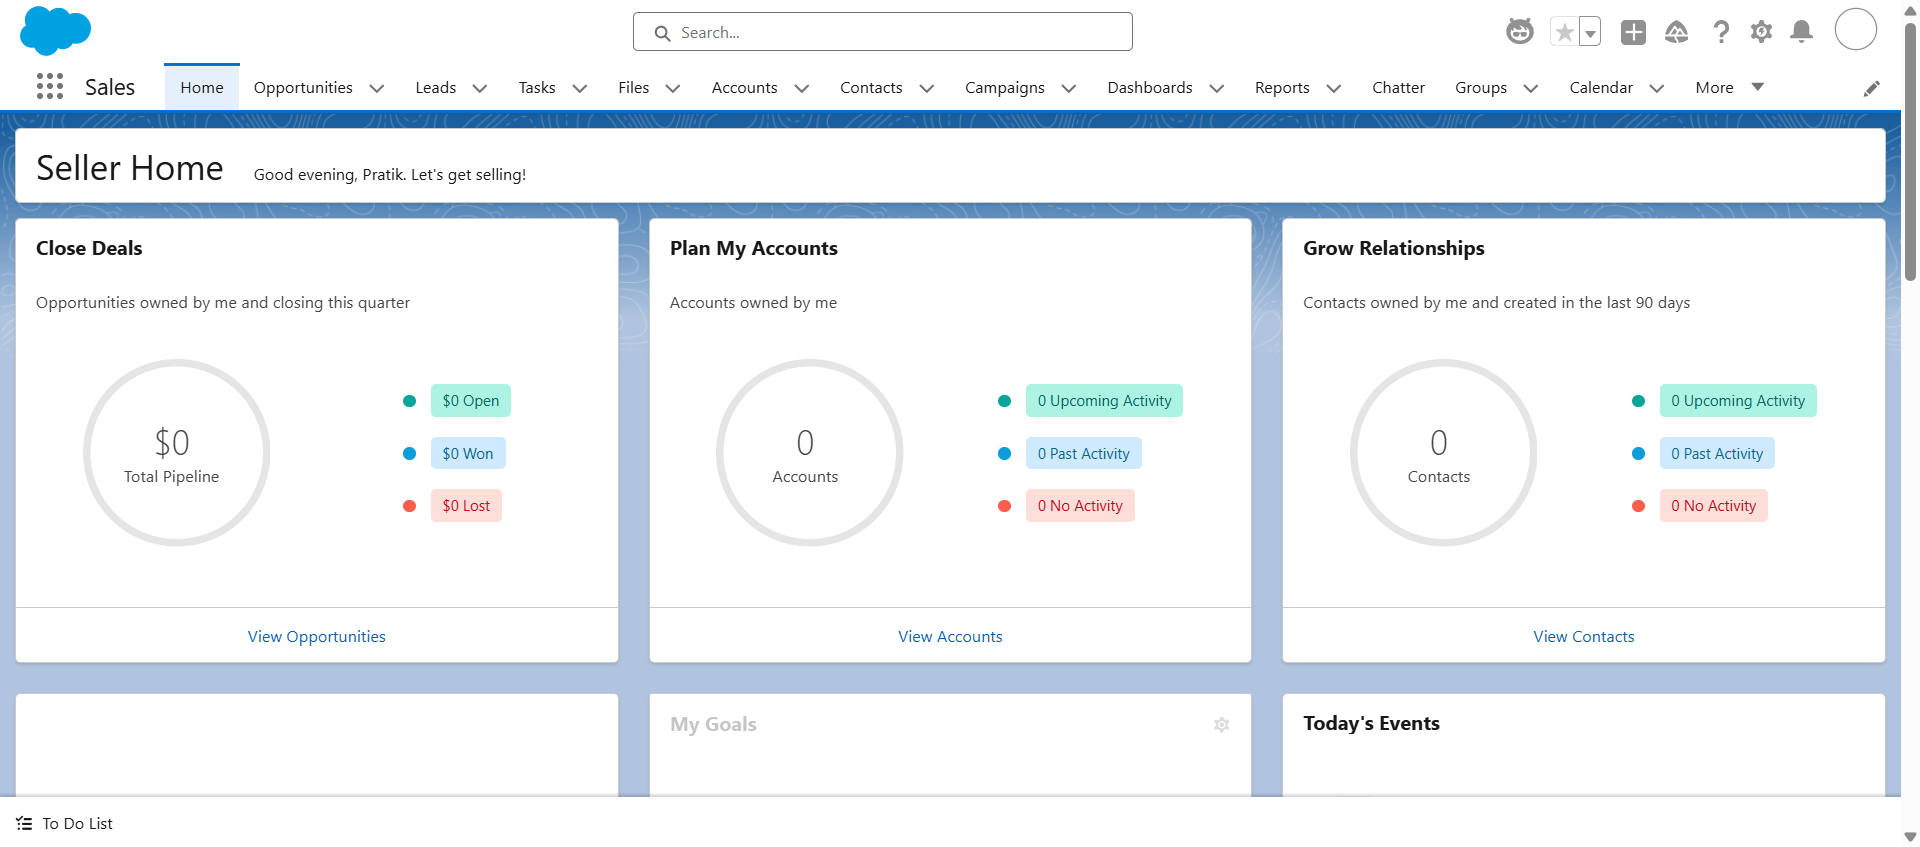 Search...
Sales
Home
Opportunities
Leads
Tasks
Files
Accounts
Contacts
Campaigns
Dashboards
Reports
Chatter
Groups
Calendar
More
Seller Home
Good evening, Pratik. Let's get selling!
Close Deals
Opportunities owned by me and closing this quarter
$0
Total Pipeline
$0 Open
$0 Won
$0 Lost
View Opportunities
Plan My Accounts
Accounts owned by me
0
Accounts
0 Upcoming Activity
0 Past Activity
0 No Activity
View Accounts
Grow Relationships
Contacts owned by me and created in the last 90 days
0
Contacts
0 Upcoming Activity
0 Past Activity
0 No Activity
View Contacts
My Goals
Today's Events
To Do List